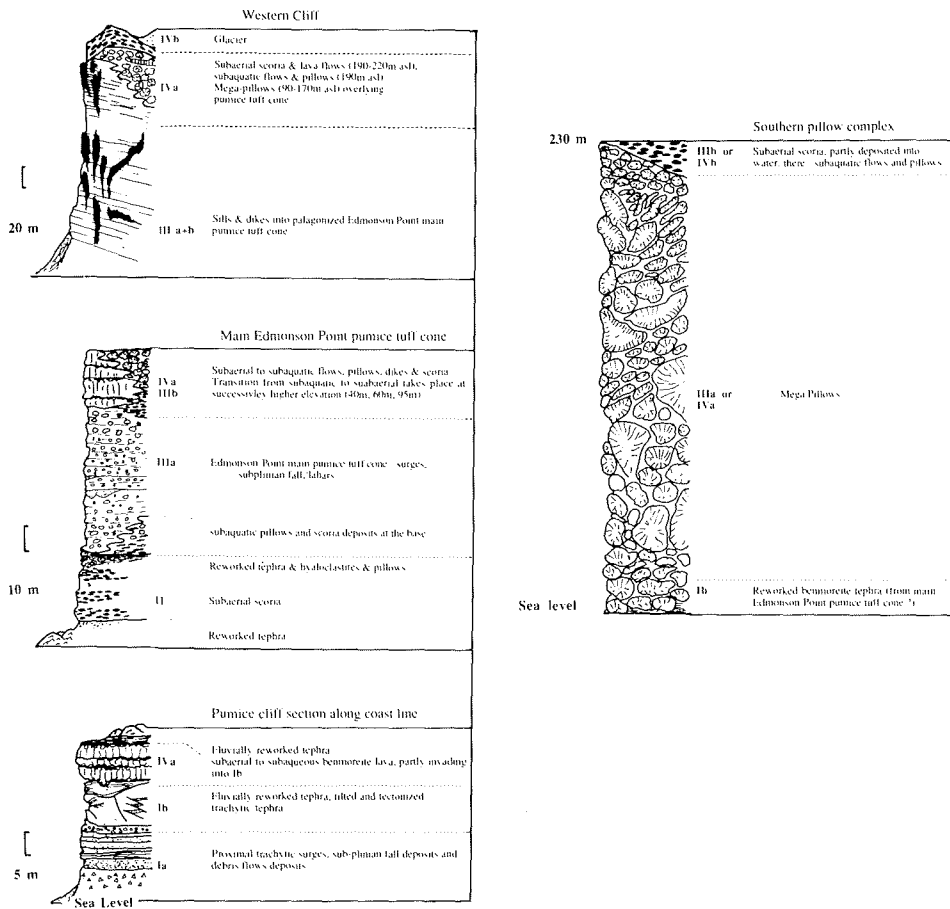 Western Cliff
IVb Glacier
Subaerial scoria & lava flows (190-220m asl),
subaquatic flows & pillows (190m asl)
IVa Mega-pillows (90-170m asl) overlying
pumice tuff cone
20 m
III a+b Sills & dikes into palagonized Edmonson Point main
pumice tuff cone
Main Edmonson Point pumice tuff cone
Subaerial to subaquatic flows, pillows, dikes & scoria
IVa Transition from subaquatic to suabaerial takes place at
IIIb successivley higher elevation (40m, 60m, 95m)
IIIa Edmonson Point main pumice tuff cone surges,
subplinian fall, lahars
subaquatic pillows and scoria deposits at the base
10 m
Reworked tephra & hyaloclastites & pillows
II Subaerial scoria
Reworked tephra
Pumice cliff section along coast line
Fluvially reworked tephra
IVa subaerial to subaqueous benmoreite lava, partly invading
into Ib
Fluvially reworked tephra, tilted and tectonized
Ib trachytic tephra
5 m
Proximal trachytic surges, sub-plinian fall deposits and
Ia debris flows deposits
Sea Level
230 m
Southern pillow complex
IIIb or Subaerial scoria, partly deposited into
IVb water, there subaquatic flows and pillows
IIIa or Mega Pillows
IVa
Sea level
Ib Reworked benmoreite tephra (from main
Edmonson Point pumice tuff cone